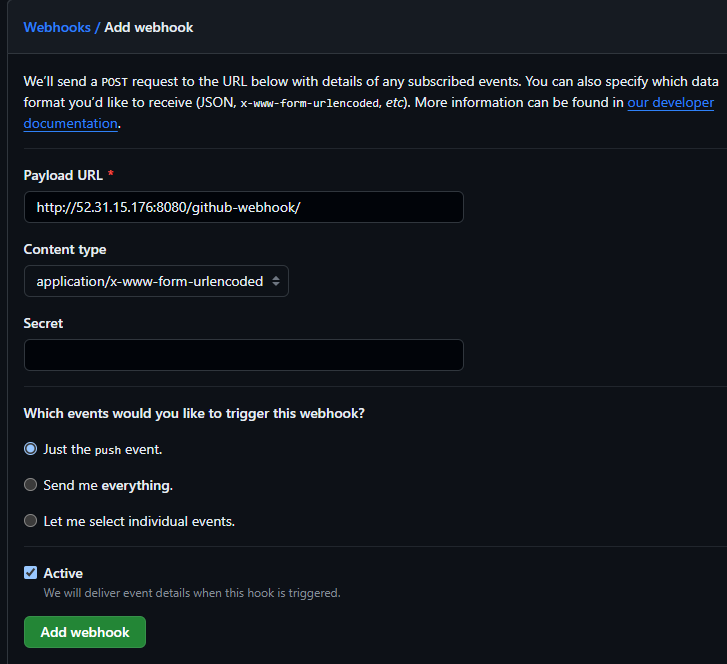 Webhooks / Add webhook
We’ll send a POST request to the URL below with details of any subscribed events. You can also specify which data
format you’d like to receive (JSON, x-www-form-urlencoded, etc). More information can be found in our developer
documentation.
Payload URL *
http://52.31.15.176:8080/github-webhook/
Content type
application/x-www-form-urlencoded
Secret
Which events would you like to trigger this webhook?
Just the push event.
Send me everything.
Let me select individual events.
Active
We will deliver event details when this hook is triggered.
Add webhook